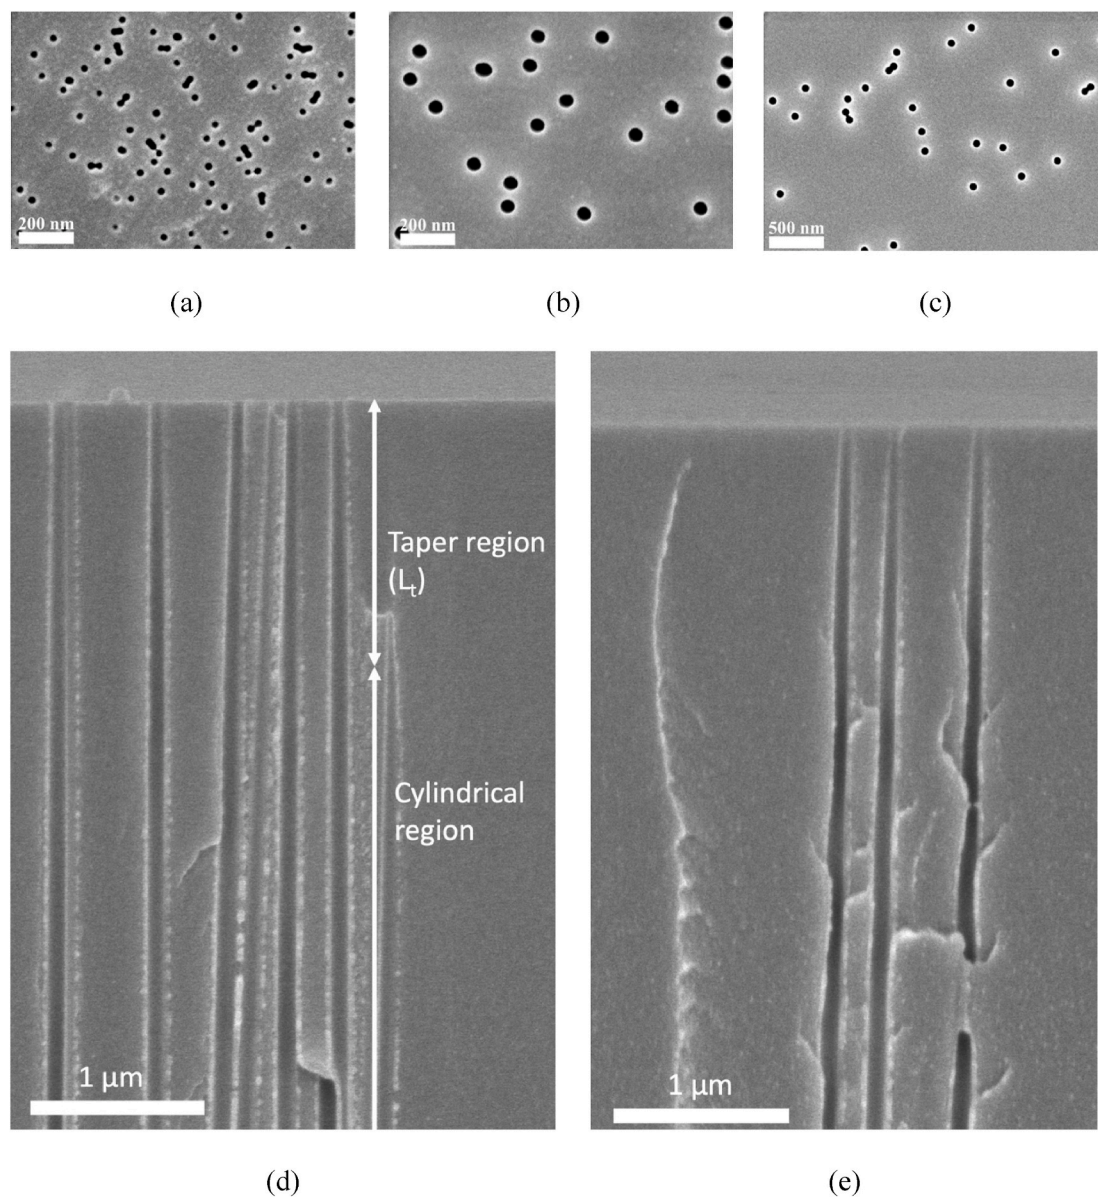 200 nm
200 nm
500 nm
(a)
(b)
(c)
Taper region
(Lt)
Cylindrical
region
1 μm
1 μm
(d)
(e)